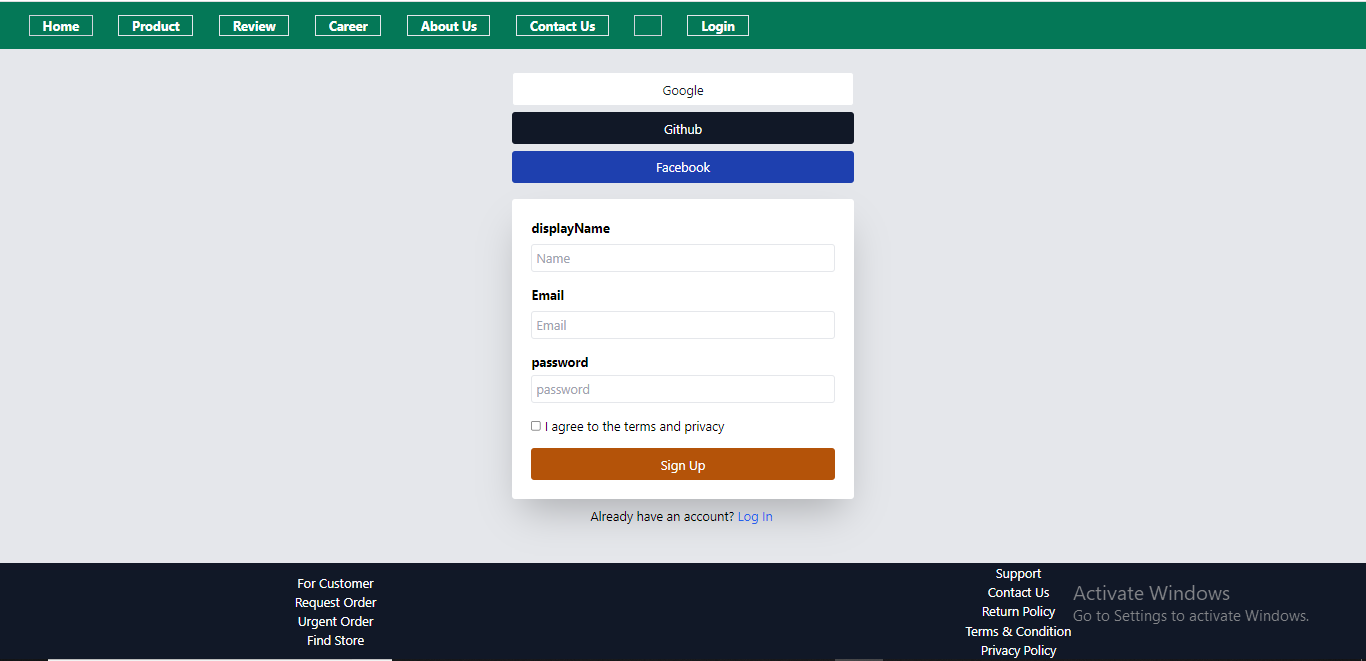 Home Product Review Career About Us Contact Us Login
Google
Github
Facebook
displayName
Name
Email
Email
password
password
I agree to the terms and privacy
Sign Up
Already have an account? Log In
For Customer
Request Order
Urgent Order
Find Store
Support
Contact Us
Return Policy
Terms & Condition
Privacy Policy
Activate Windows
Go to Settings to activate Windows.